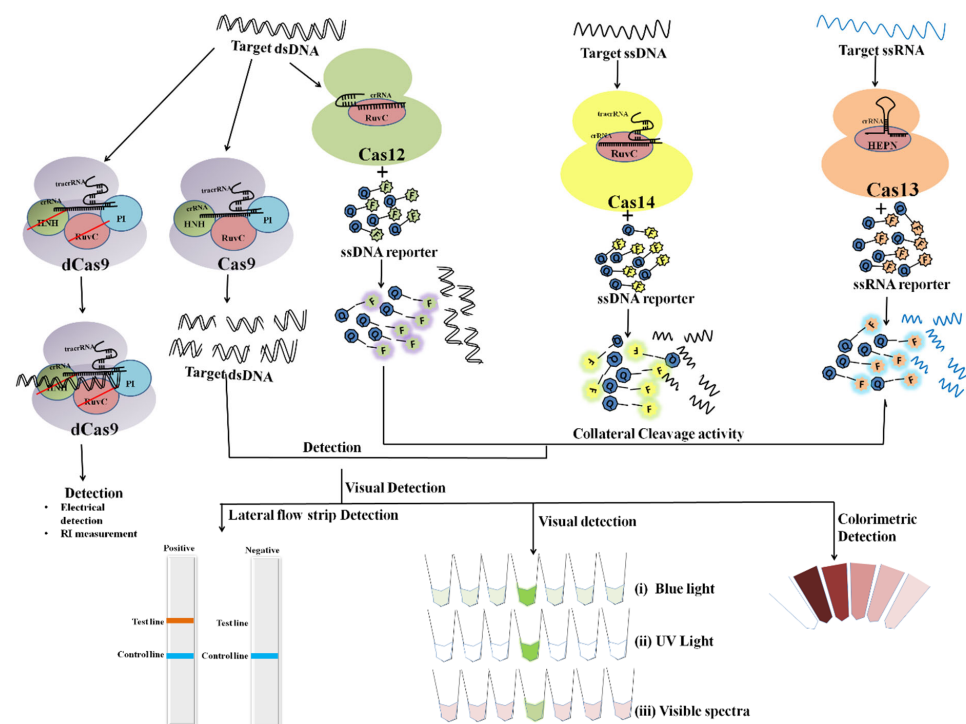 Target dsDNA
Target ssDNA
Target ssRNA
crRNA
RuvC
Cas12
+
Q F
ssDNA reporter
tracrRNA
crRNA
RuvC
Cas14
+
Q F
ssDNA reporter
crRNA
HEPN
Cas13
+
Q F
ssRNA reporter
tracrRNA
crRNA
HNH
PI
RuvC
dCas9
tracrRNA
crRNA
HNH
PI
RuvC
Cas9
Target dsDNA
tracrRNA
crRNA
HNH
PI
RuvC
dCas9
Q F
Q F
Q F
Collateral Cleavage activity
Detection
Detection
• Electrical
detection
• RI measurement
Visual Detection
Lateral flow strip Detection
Visual detection
Colorimetric
Detection
Positive
Negative
Test line
Test line
Control line
Control line
(i) Blue light
(ii) UV Light
(iii) Visible spectra